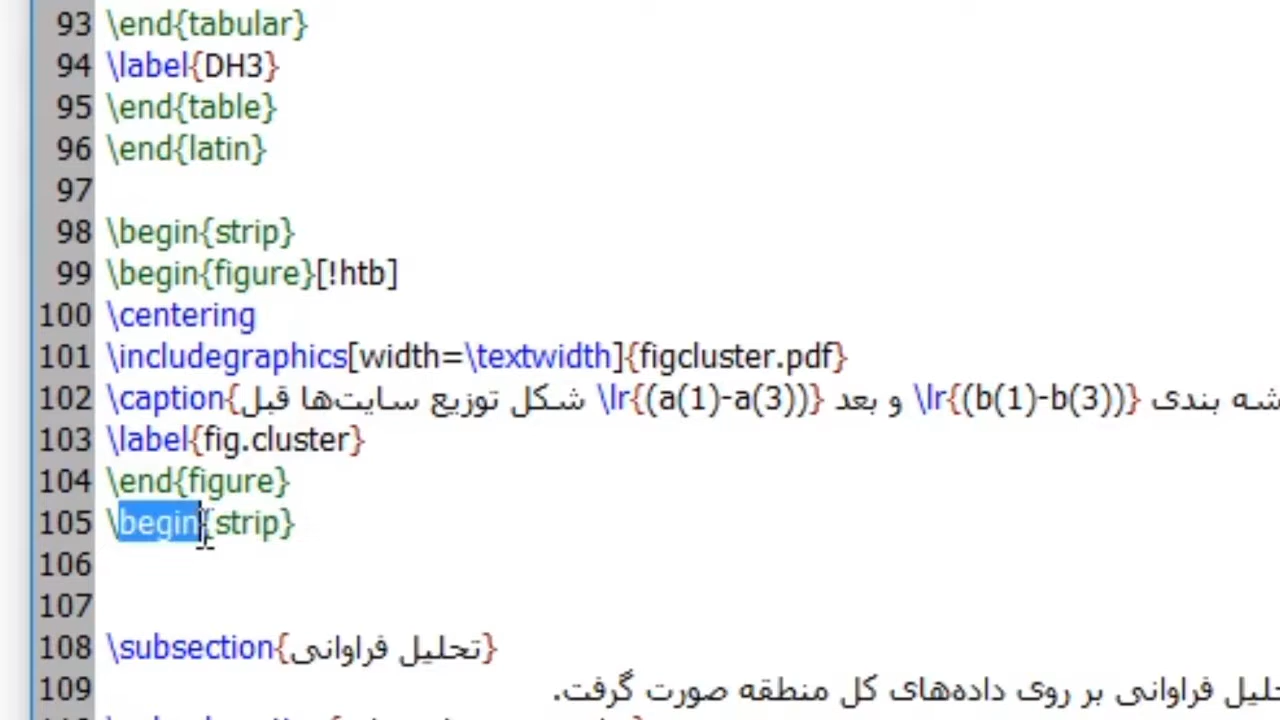 93 \end{tabular}
94 \label{DH3}
95 \end{table}
96 \end{latin}
97
98 \begin{strip}
99 \begin{figure}[!htb]
100 \centering
101 \includegraphics[width=\textwidth]{figcluster.pdf}
102 \caption{شکل توزیع سایت‌ها قبل \lr{(a(1)-a(3))} و بعد \lr{(b(1)-b(3))} بندی
103 \label{fig.cluster}
104 \end{figure}
105 \begin{strip}
106
107
108 \subsection{تحلیل فراوانی}
109 فراوانی بر روی داده‌های کل منطقه صورت گرفت.